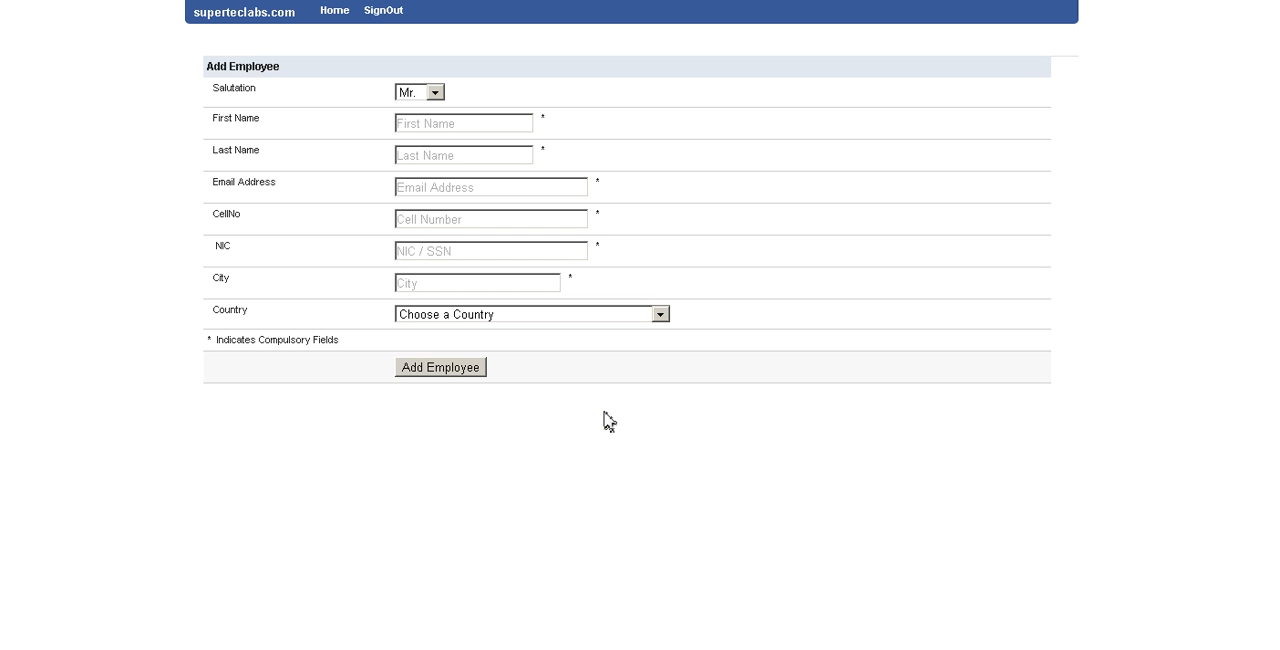 superteclabs.com Home SignOut
Add Employee
Salutation Mr.
First Name First Name *
Last Name Last Name *
Email Address Email Address *
CellNo Cell Number *
NIC NIC / SSN *
City City *
Country Choose a Country
* Indicates Compulsory Fields
Add Employee